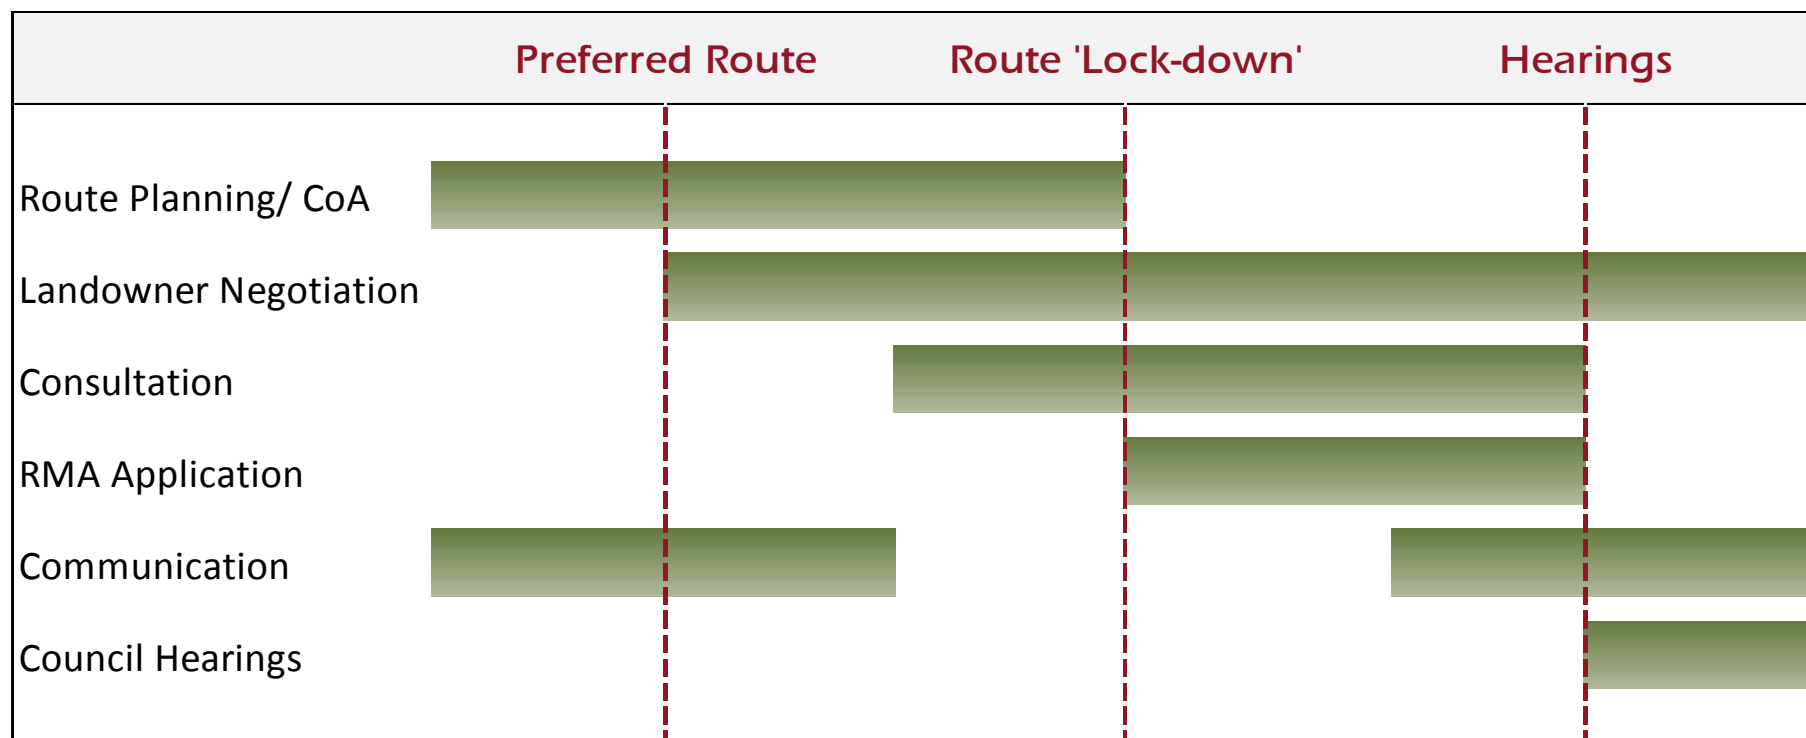 Preferred Route
Route 'Lock-down'
Hearings
Route Planning/ CoA
Landowner Negotiation
Consultation
RMA Application
Communication
Council Hearings